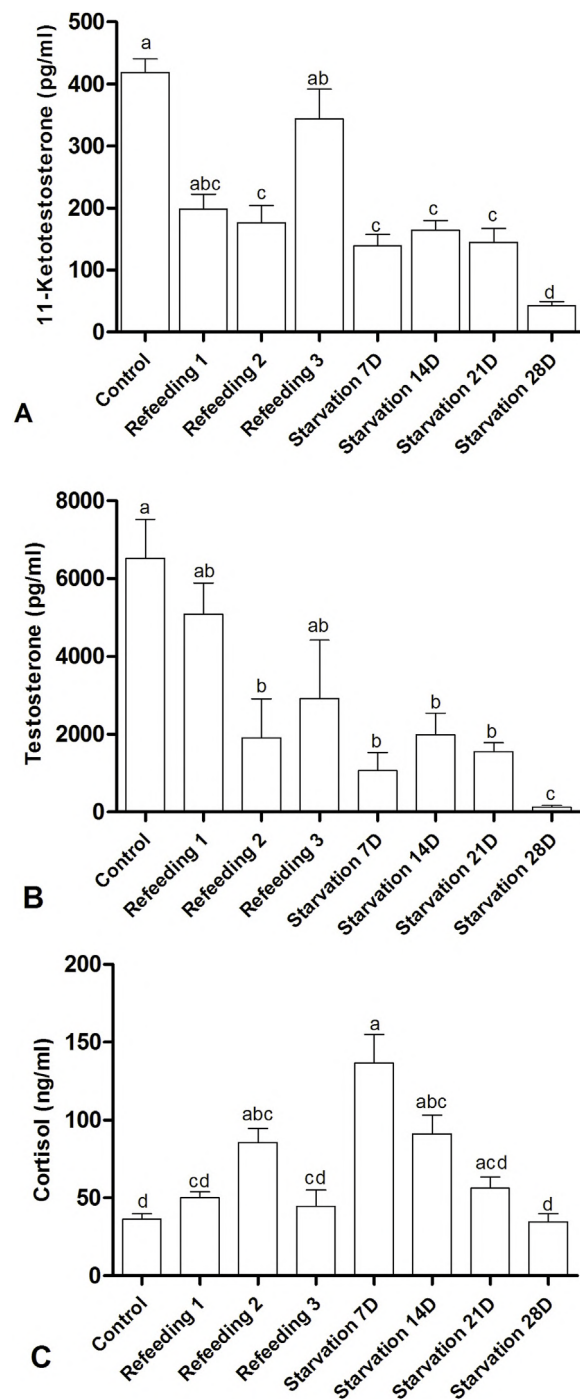 11-Ketotestosterone (pg/ml)
500
400
300
200
100
0
a
abc
c
ab
c
c
c
d
Control
Refeeding 1
Refeeding 2
Refeeding 3
Starvation 7D
Starvation 14D
Starvation 21D
Starvation 28D
A
Testosterone (pg/ml)
8000
6000
4000
2000
0
a
ab
b
ab
b
b
b
c
Control
Refeeding 1
Refeeding 2
Refeeding 3
Starvation 7D
Starvation 14D
Starvation 21D
Starvation 28D
B
Cortisol (ng/ml)
200
150
100
50
0
d
cd
abc
cd
a
abc
acd
d
Control
Refeeding 1
Refeeding 2
Refeeding 3
Starvation 7D
Starvation 14D
Starvation 21D
Starvation 28D
C